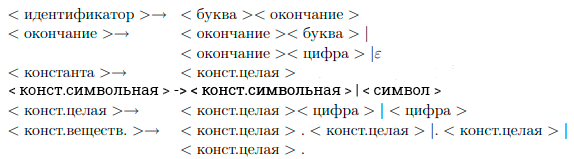 < идентификатор >→ < буква >< окончание >
< окончание >→ < окончание >< буква > |
< окончание >< цифра > |ε
< константа >→ < конст.целая >
< конст.символьная > -> < конст.символьная > | < символ >
< конст.целая >→ < конст.целая >< цифра > | < цифра >
< конст.веществ. >→ < конст.целая > . < конст.целая > |. < конст.целая > |
< конст.целая > .